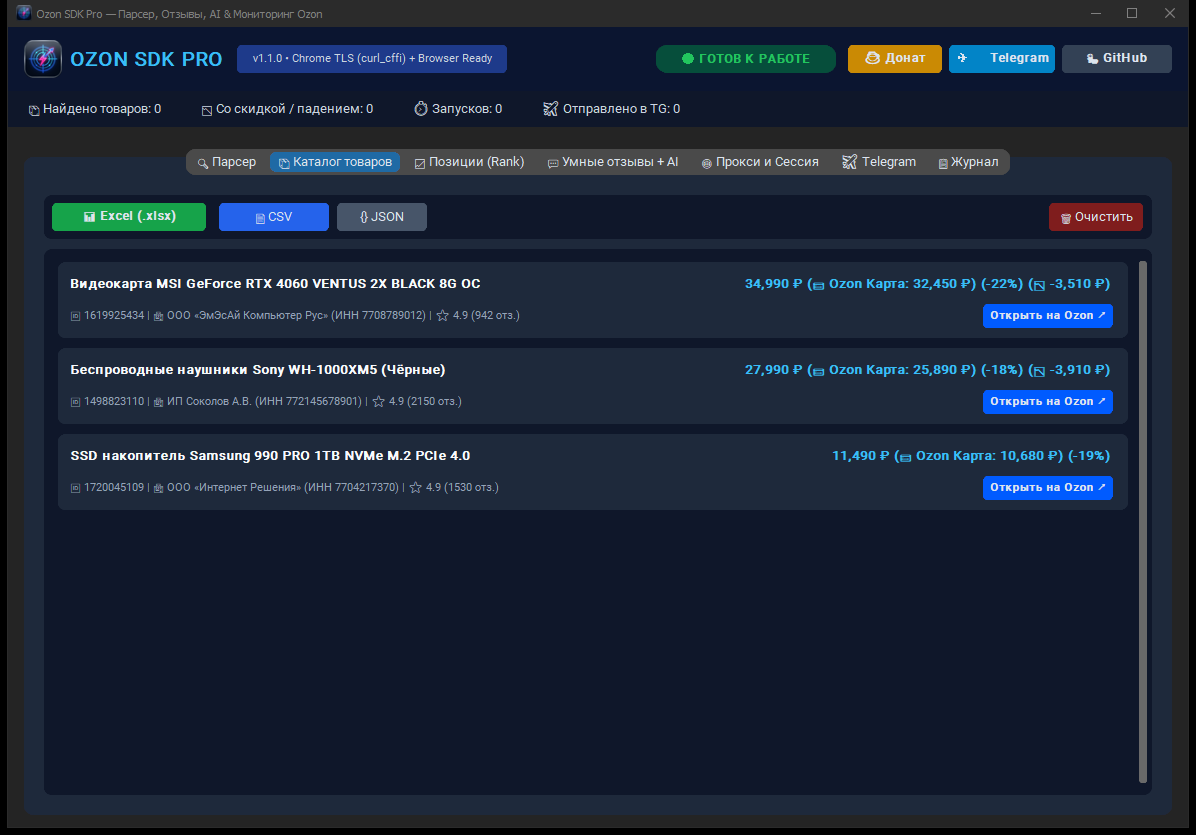 Ozon SDK Pro — Парсер, Отзывы, AI & Мониторинг Ozon
OZON SDK PRO
v1.1.0 • Chrome TLS (curl_cffi) + Browser Ready
ГОТОВ К РАБОТЕ
Донат
Telegram
GitHub
Найдено товаров: 0
Со скидкой / падением: 0
Запусков: 0
Отправлено в TG: 0
Парсер
Каталог товаров
Позиции (Rank)
Умные отзывы + AI
Прокси и Сессия
Telegram
Журнал
Excel (.xlsx)
CSV
{} JSON
Очистить
Видеокарта MSI GeForce RTX 4060 VENTUS 2X BLACK 8G OC
34,990 ₽ (Ozon Карта: 32,450 ₽) (-22%) (-3,510 ₽)
1619925434 | ООО «ЭмЭсАй Компьютер Рус» (ИНН 7708789012) | ☆ 4.9 (942 отз.)
Открыть на Ozon ↗
Беспроводные наушники Sony WH-1000XM5 (Чёрные)
27,990 ₽ (Ozon Карта: 25,890 ₽) (-18%) (-3,910 ₽)
1498823110 | ИП Соколов А.В. (ИНН 772145678901) | ☆ 4.9 (2150 отз.)
Открыть на Ozon ↗
SSD накопитель Samsung 990 PRO 1TB NVMe M.2 PCIe 4.0
11,490 ₽ (Ozon Карта: 10,680 ₽) (-19%)
1720045109 | ООО «Интернет Решения» (ИНН 7704217370) | ☆ 4.9 (1530 отз.)
Открыть на Ozon ↗